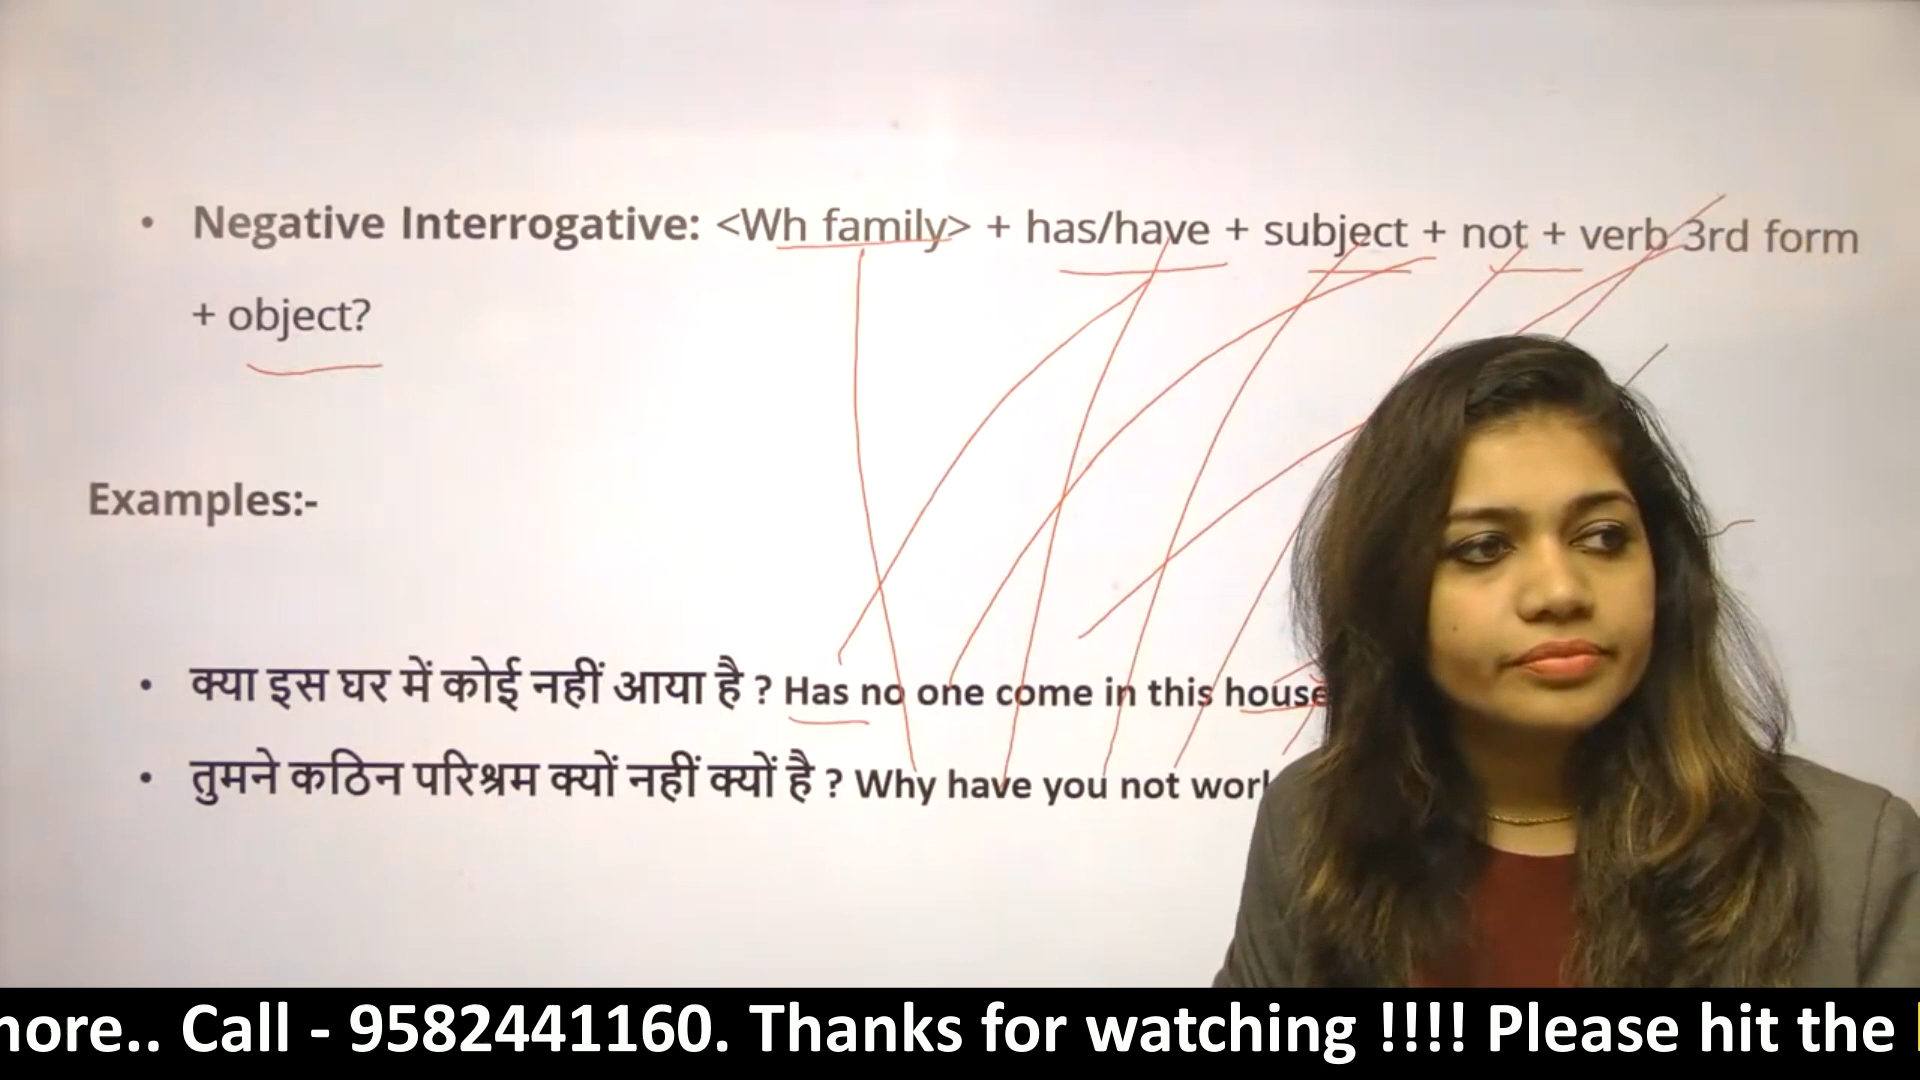 • Negative Interrogative: <Wh family> + has/have + subject + not + verb 3rd form
+ object?
Examples:-
• क्या इस घर में कोई नहीं आया है ? Has no one come in this house
• तुमने कठिन परिश्रम क्यों नहीं क्यों है ? Why have you not work
more.. Call - 9582441160. Thanks for watching !!!! Please hit the